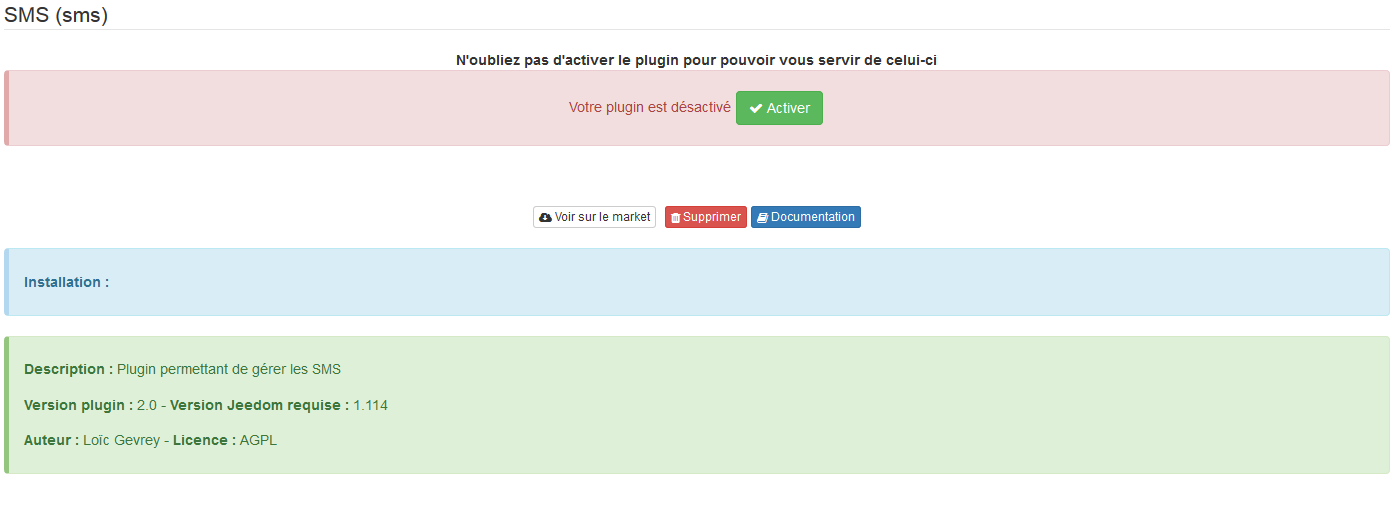 SMS (sms)
N'oubliez pas d'activer le plugin pour pouvoir vous servir de celui-ci
Votre plugin est désactivé Activer
Voir sur le market Supprimer Documentation
Installation :
Description : Plugin permettant de gérer les SMS
Version plugin : 2.0 - Version Jeedom requise : 1.114
Auteur : Loïc Gevrey - Licence : AGPL